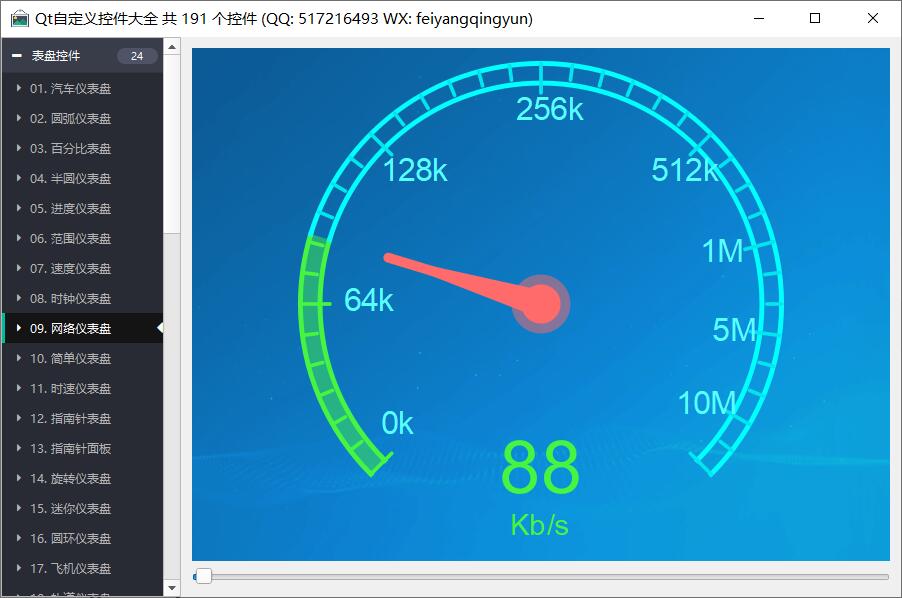 Qt自定义控件大全 共 191 个控件 (QQ: 517216493 WX: feiyangqingyun)
表盘控件 24
01. 汽车仪表盘
02. 圆弧仪表盘
03. 百分比表盘
04. 半圆仪表盘
05. 进度仪表盘
06. 范围仪表盘
07. 速度仪表盘
08. 时钟仪表盘
09. 网络仪表盘
10. 简单仪表盘
11. 时速仪表盘
12. 指南针表盘
13. 指南针面板
14. 旋转仪表盘
15. 迷你仪表盘
16. 圆环仪表盘
17. 飞机仪表盘
0k
64k
128k
256k
512k
1M
5M
10M
88
Kb/s